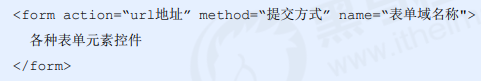 <form action=“url地址” method=“提交方式” name=“表单域名称">
各种表单元素控件
</form>